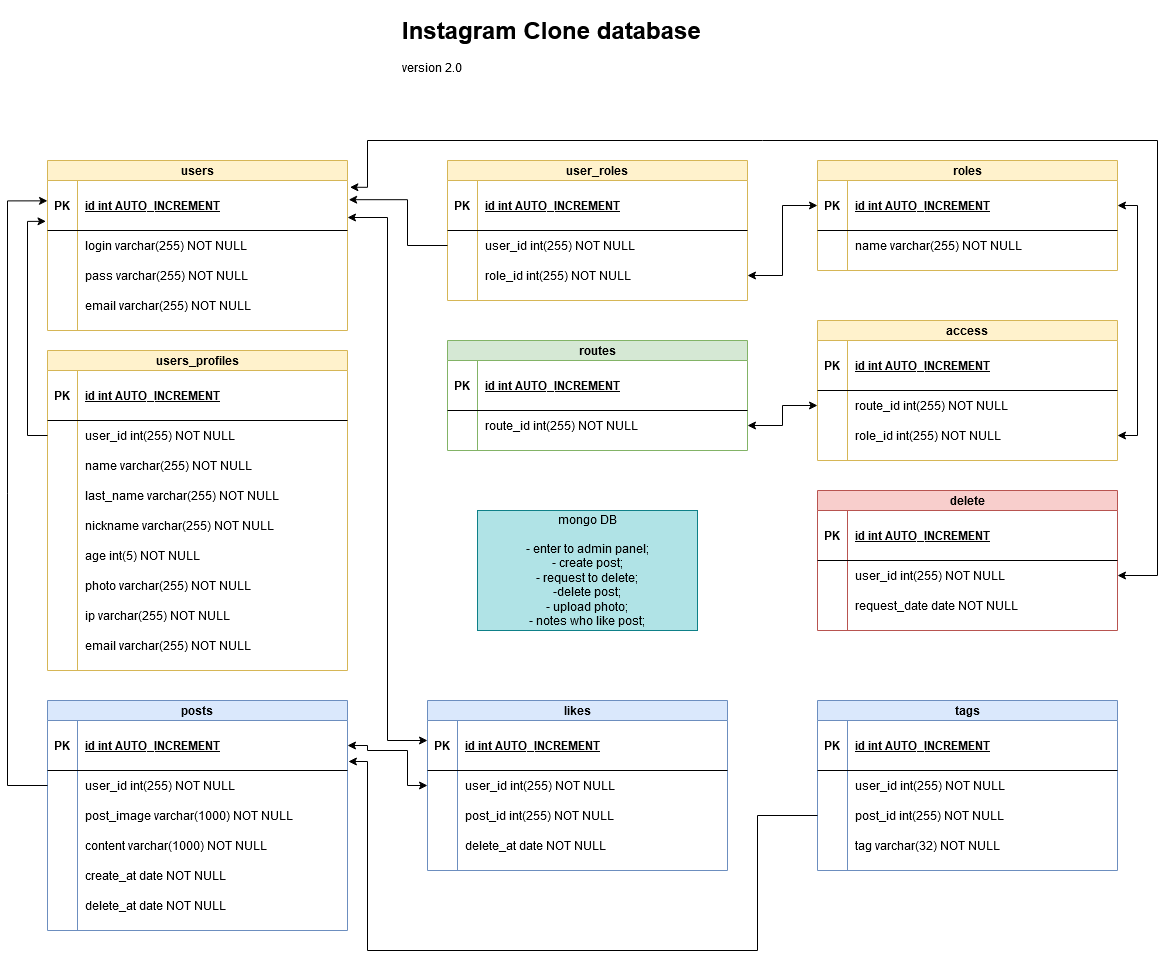 Instagram Clone database
version 2.0
users
PK
id int AUTO_INCREMENT
login varchar(255) NOT NULL
pass varchar(255) NOT NULL
email varchar(255) NOT NULL
user_roles
PK
id int AUTO_INCREMENT
user_id int(255) NOT NULL
role_id int(255) NOT NULL
roles
PK
id int AUTO_INCREMENT
name varchar(255) NOT NULL
users_profiles
PK
id int AUTO_INCREMENT
user_id int(255) NOT NULL
name varchar(255) NOT NULL
last_name varchar(255) NOT NULL
nickname varchar(255) NOT NULL
age int(5) NOT NULL
photo varchar(255) NOT NULL
ip varchar(255) NOT NULL
email varchar(255) NOT NULL
routes
PK
id int AUTO_INCREMENT
route_id int(255) NOT NULL
access
PK
id int AUTO_INCREMENT
route_id int(255) NOT NULL
role_id int(255) NOT NULL
mongo DB
- enter to admin panel;
- create post;
- request to delete;
-delete post;
- upload photo;
- notes who like post;
delete
PK
id int AUTO_INCREMENT
user_id int(255) NOT NULL
request_date date NOT NULL
posts
PK
id int AUTO_INCREMENT
user_id int(255) NOT NULL
post_image varchar(1000) NOT NULL
content varchar(1000) NOT NULL
create_at date NOT NULL
delete_at date NOT NULL
likes
PK
id int AUTO_INCREMENT
user_id int(255) NOT NULL
post_id int(255) NOT NULL
delete_at date NOT NULL
tags
PK
id int AUTO_INCREMENT
user_id int(255) NOT NULL
post_id int(255) NOT NULL
tag varchar(32) NOT NULL